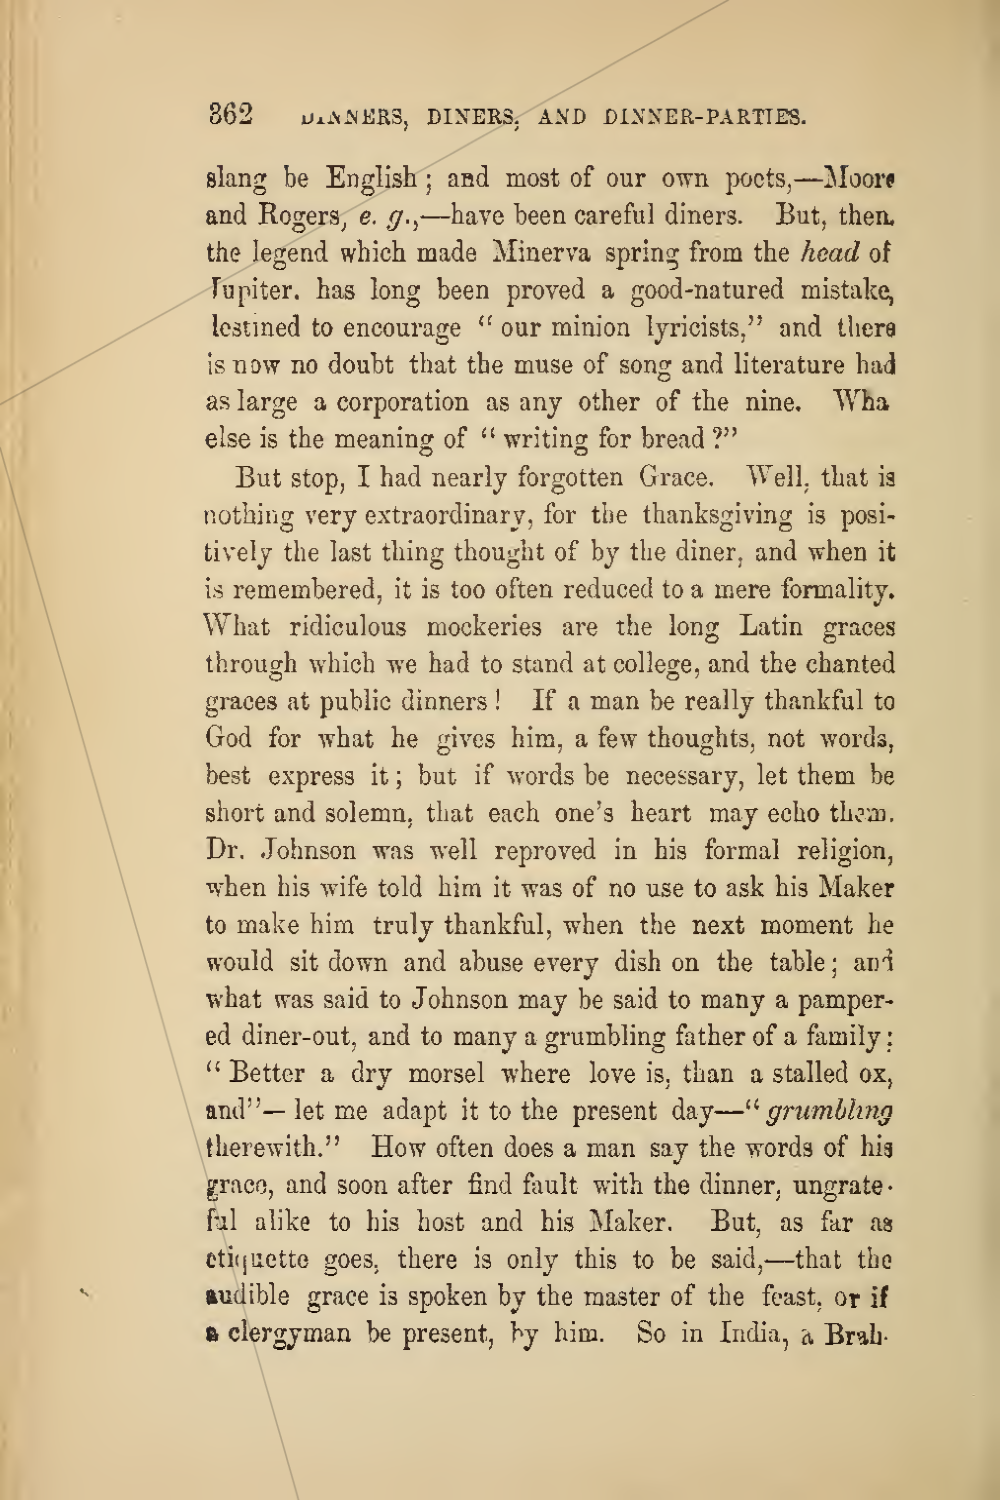 362 DINNERS, DINERS, AND DINNER-PARTIES.
slang be English; and most of our own poets,—Moore
and Rogers, e. g.,—have been careful diners. But, then,
the legend which made Minerva spring from the head of
Jupiter. has long been proved a good-natured mistake,
lestined to encourage “our minion lyricists,” and there
is now no doubt that the muse of song and literature had
as large a corporation as any other of the nine. Wha
else is the meaning of “writing for bread?”
But stop, I had nearly forgotten Grace. Well, that is
nothing very extraordinary, for the thanksgiving is posi-
tively the last thing thought of by the diner, and when it
is remembered, it is too often reduced to a mere formality.
What ridiculous mockeries are the long Latin graces
through which we had to stand at college, and the chanted
graces at public dinners! If a man be really thankful to
God for what he gives him, a few thoughts, not words,
best express it; but if words be necessary, let them be
short and solemn, that each one’s heart may echo them.
Dr. Johnson was well reproved in his formal religion,
when his wife told him it was of no use to ask his Maker
to make him truly thankful, when the next moment he
would sit down and abuse every dish on the table; and
what was said to Johnson may be said to many a pamper-
ed diner-out, and to many a grumbling father of a family:
“Better a dry morsel where love is, than a stalled ox,
and”—let me adapt it to the present day—“grumbling
therewith.” How often does a man say the words of his
grace, and soon after find fault with the dinner, ungrate-
ful alike to his host and his Maker. But, as far as
etiquette goes, there is only this to be said,—that the
audible grace is spoken by the master of the feast, or if
a clergyman be present, by him. So in India, a Brah-